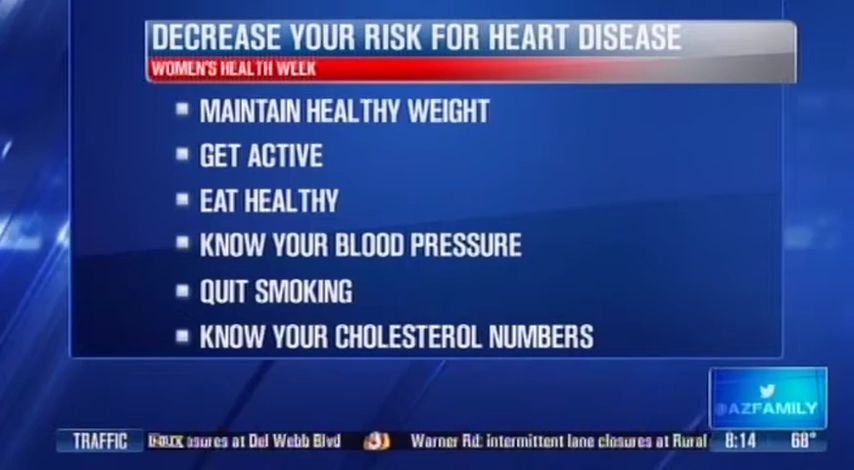 DECREASE YOUR RISK FOR HEART DISEASE
WOMEN'S HEALTH WEEK
MAINTAIN HEALTHY WEIGHT
GET ACTIVE
EAT HEALTHY
KNOW YOUR BLOOD PRESSURE
QUIT SMOKING
KNOW YOUR CHOLESTEROL NUMBERS
@AZFAMILY
TRAFFIC at Del Webb Blvd 3 Warner Rd: intermittent lane closures at Rural 8:14 68°